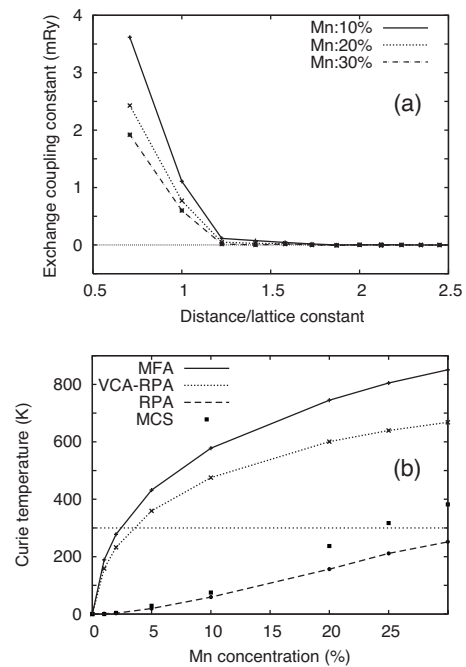 Exchange coupling constant (mRy)
4
3
2
1
0
Mn:10%
Mn:20%
Mn:30%
(a)
0.5 1 1.5 2 2.5
Distance/lattice constant
Curie temperature (K)
800
600
400
200
0
MFA
VCA-RPA
RPA
MCS
(b)
0 5 10 15 20 25
Mn concentration (%)